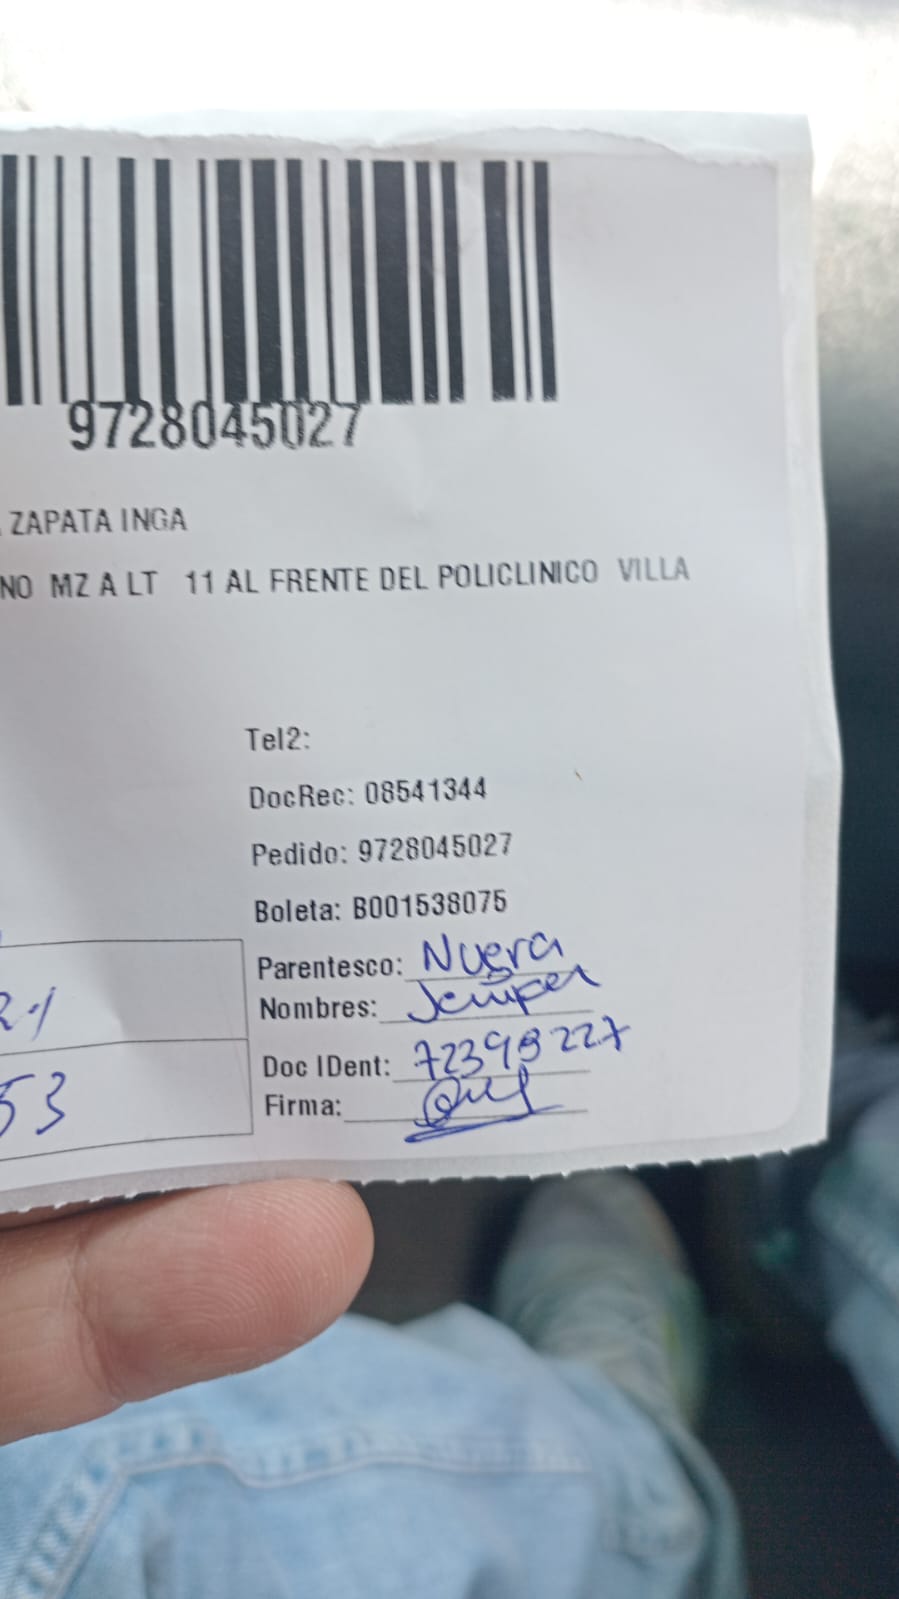 9728045027
ZAPATA INGA
NO MZ A LT 11 AL FRENTE DEL POLICLINICO VILLA
Tel2:
DocRec: 08541344
Pedido: 9728045027
Boleta: B001538075
Parentesco: Nuera
Nombres:
Doc IDent: 72398227
Firma:
53